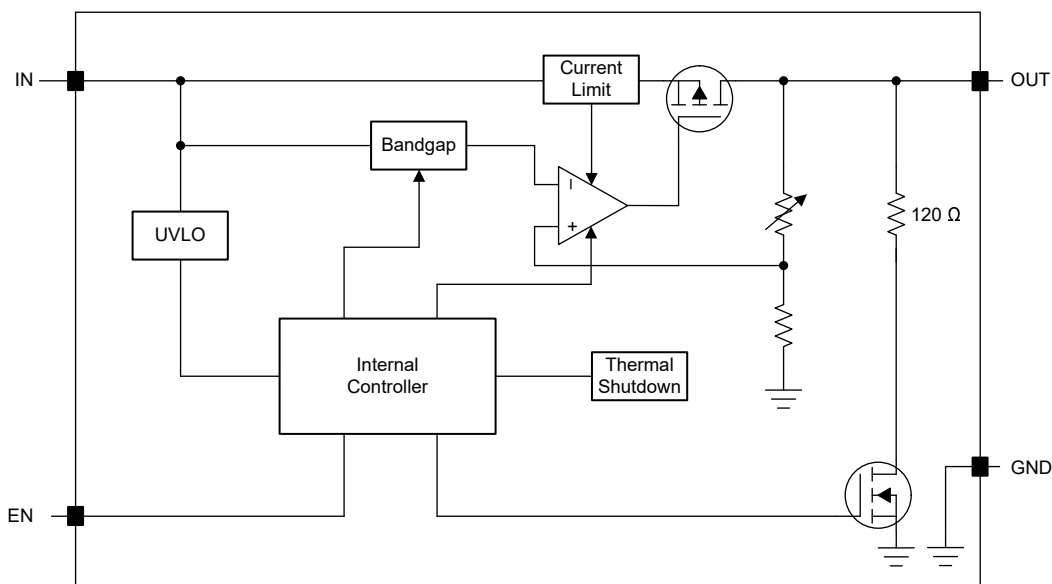 IN
Current
Limit
OUT
Bandgap
–
+
UVLO
120 Ω
Internal
Controller
Thermal
Shutdown
GND
EN